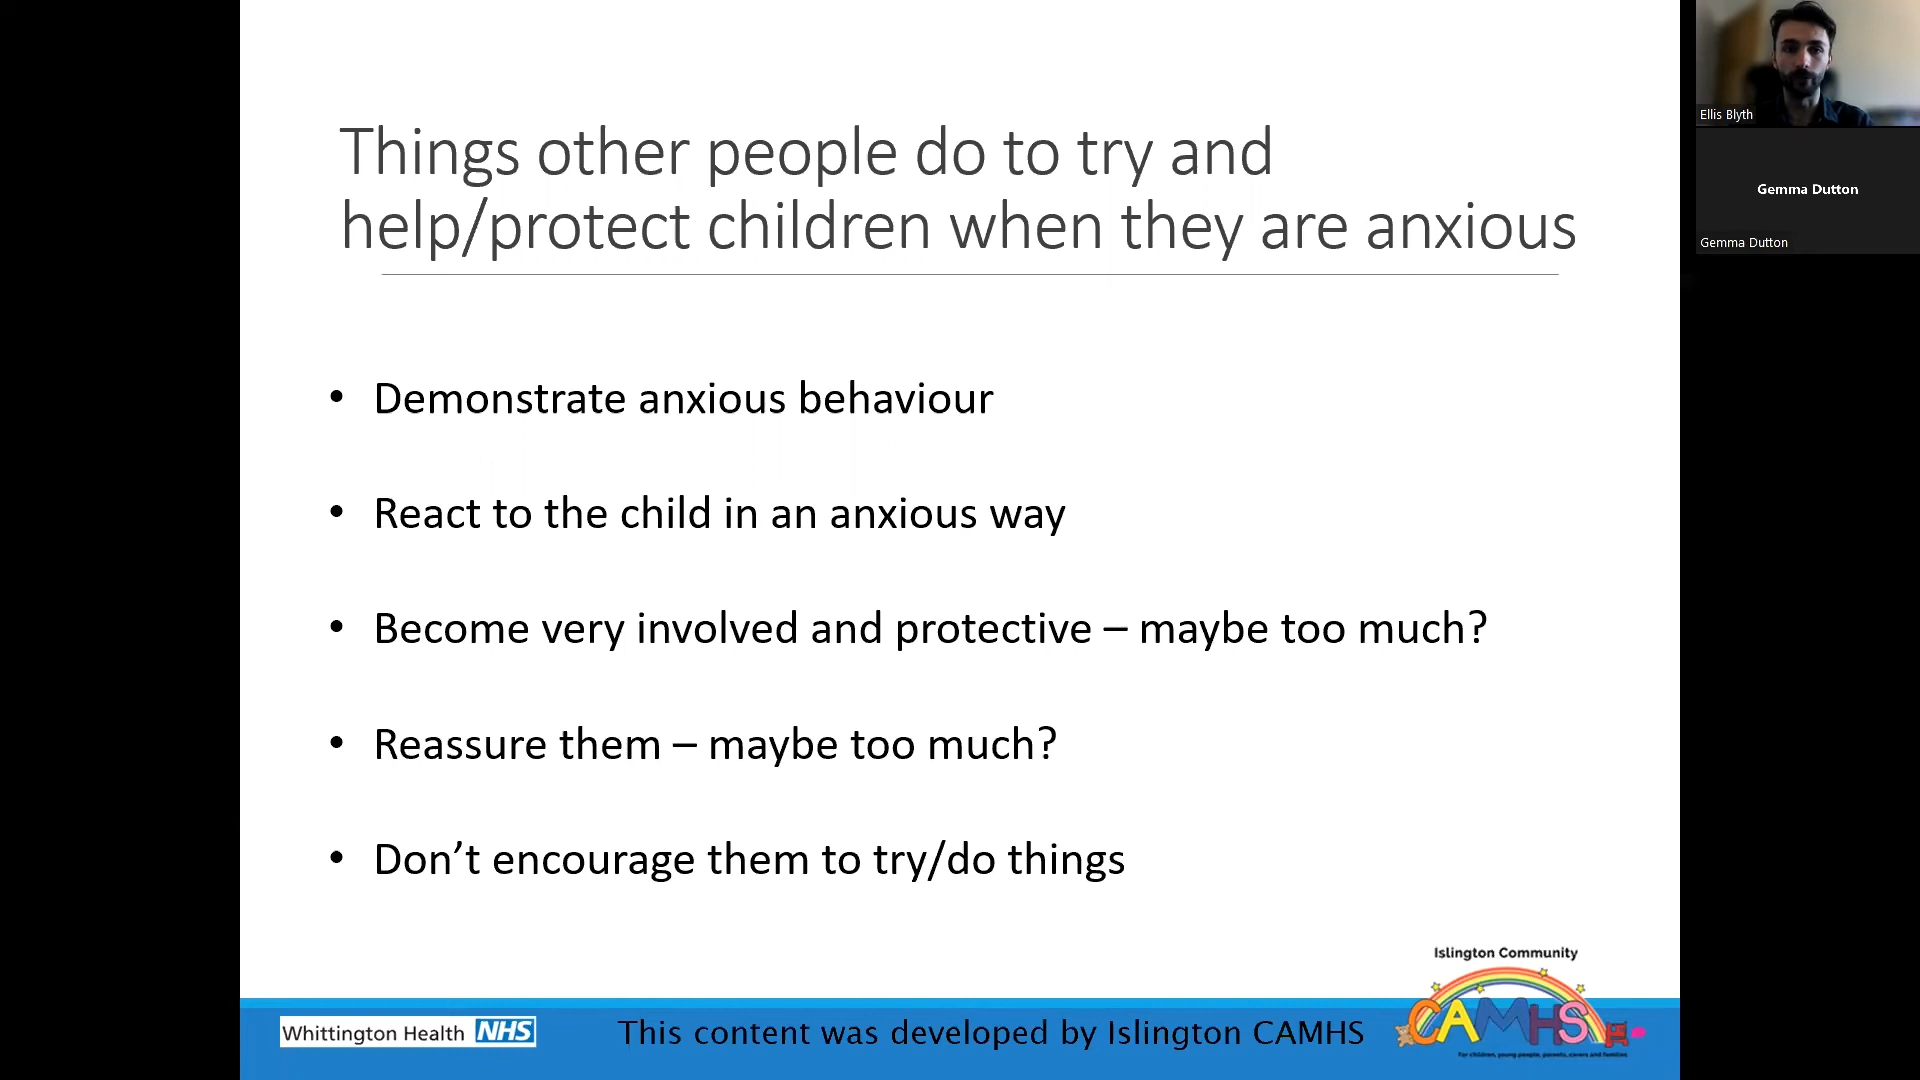 Things other people do to try and
help/protect children when they are anxious
• Demonstrate anxious behaviour
• React to the child in an anxious way
• Become very involved and protective – maybe too much?
• Reassure them – maybe too much?
• Don’t encourage them to try/do things
Islington Community
CAMHS
For children, young people, parents, carers and families
Whittington Health NHS
This content was developed by Islington CAMHS
Ellis Blyth
Gemma Dutton
Gemma Dutton